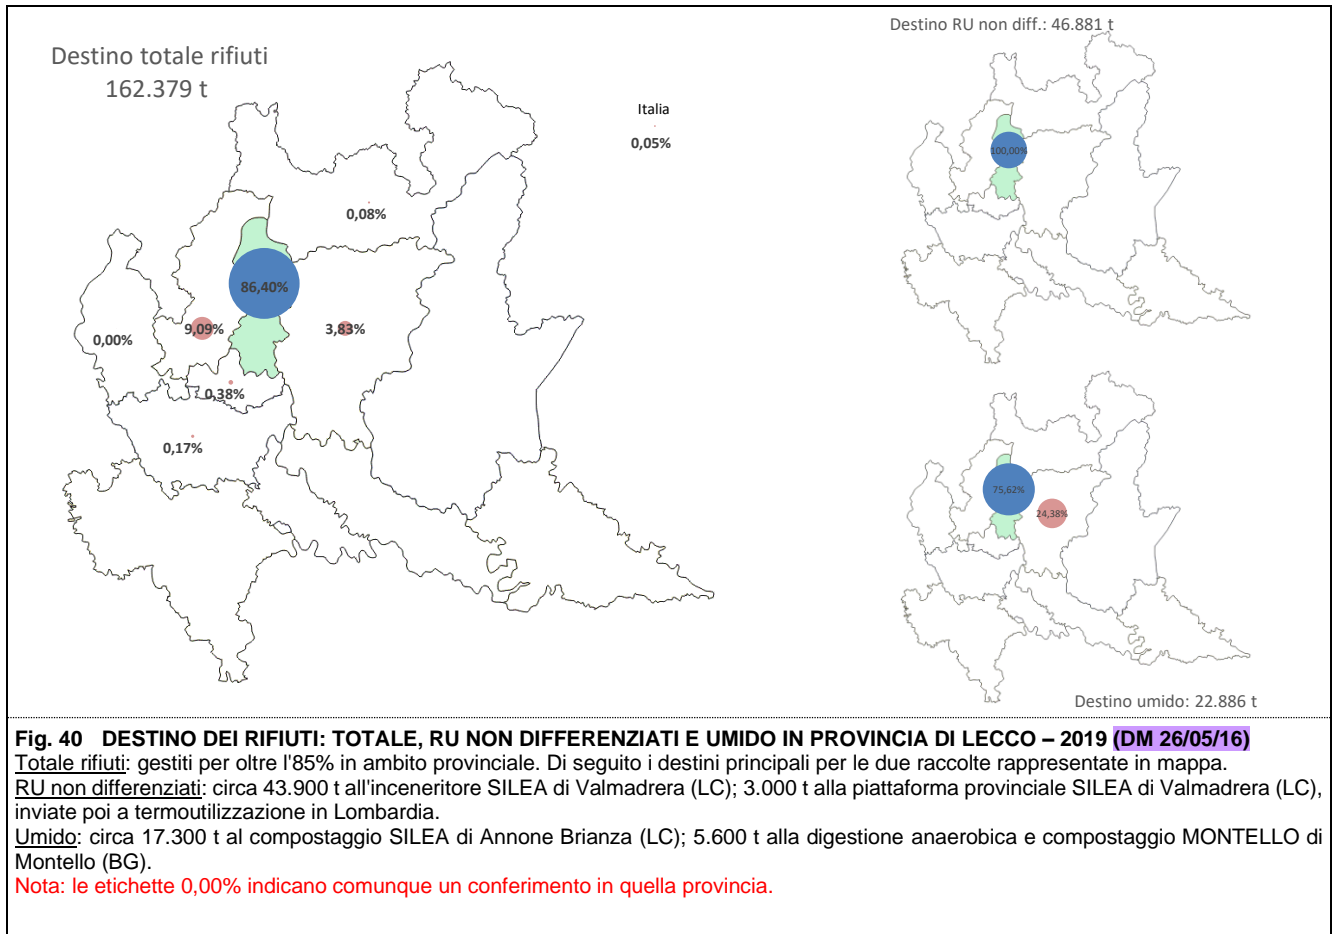 Destino totale rifiuti
162.379 t
Italia
0,05%
0,08%
86,40%
9,09%
3,83%
0,00%
0,38%
0,17%
Destino RU non diff.: 46.881 t
100,00%
75,62%
24,38%
Destino umido: 22.886 t
Fig. 40 DESTINO DEI RIFIUTI: TOTALE, RU NON DIFFERENZIATI E UMIDO IN PROVINCIA DI LECCO – 2019 (DM 26/05/16)
Totale rifiuti: gestiti per oltre l'85% in ambito provinciale. Di seguito i destini principali per le due raccolte rappresentate in mappa.
RU non differenziati: circa 43.900 t all'inceneritore SILEA di Valmadrera (LC); 3.000 t alla piattaforma provinciale SILEA di Valmadrera (LC),
inviate poi a termoutilizzazione in Lombardia.
Umido: circa 17.300 t al compostaggio SILEA di Annone Brianza (LC); 5.600 t alla digestione anaerobica e compostaggio MONTELLO di
Montello (BG).
Nota: le etichette 0,00% indicano comunque un conferimento in quella provincia.